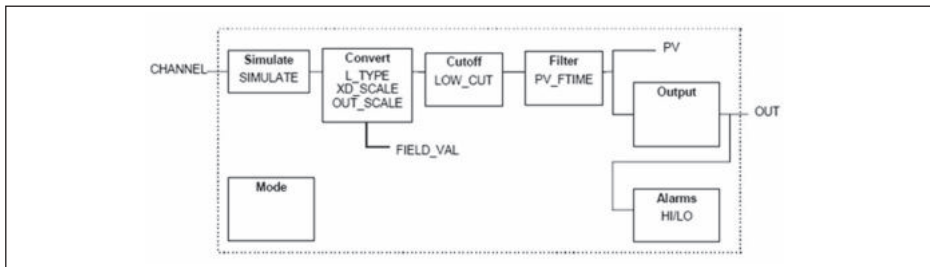 CHANNEL
Simulate
SIMULATE
Convert
L_TYPE
XD_SCALE
OUT_SCALE
Cutoff
LOW_CUT
Filter
PV_FTIME
PV
Output
OUT
FIELD_VAL
Mode
Alarms
HI/LO